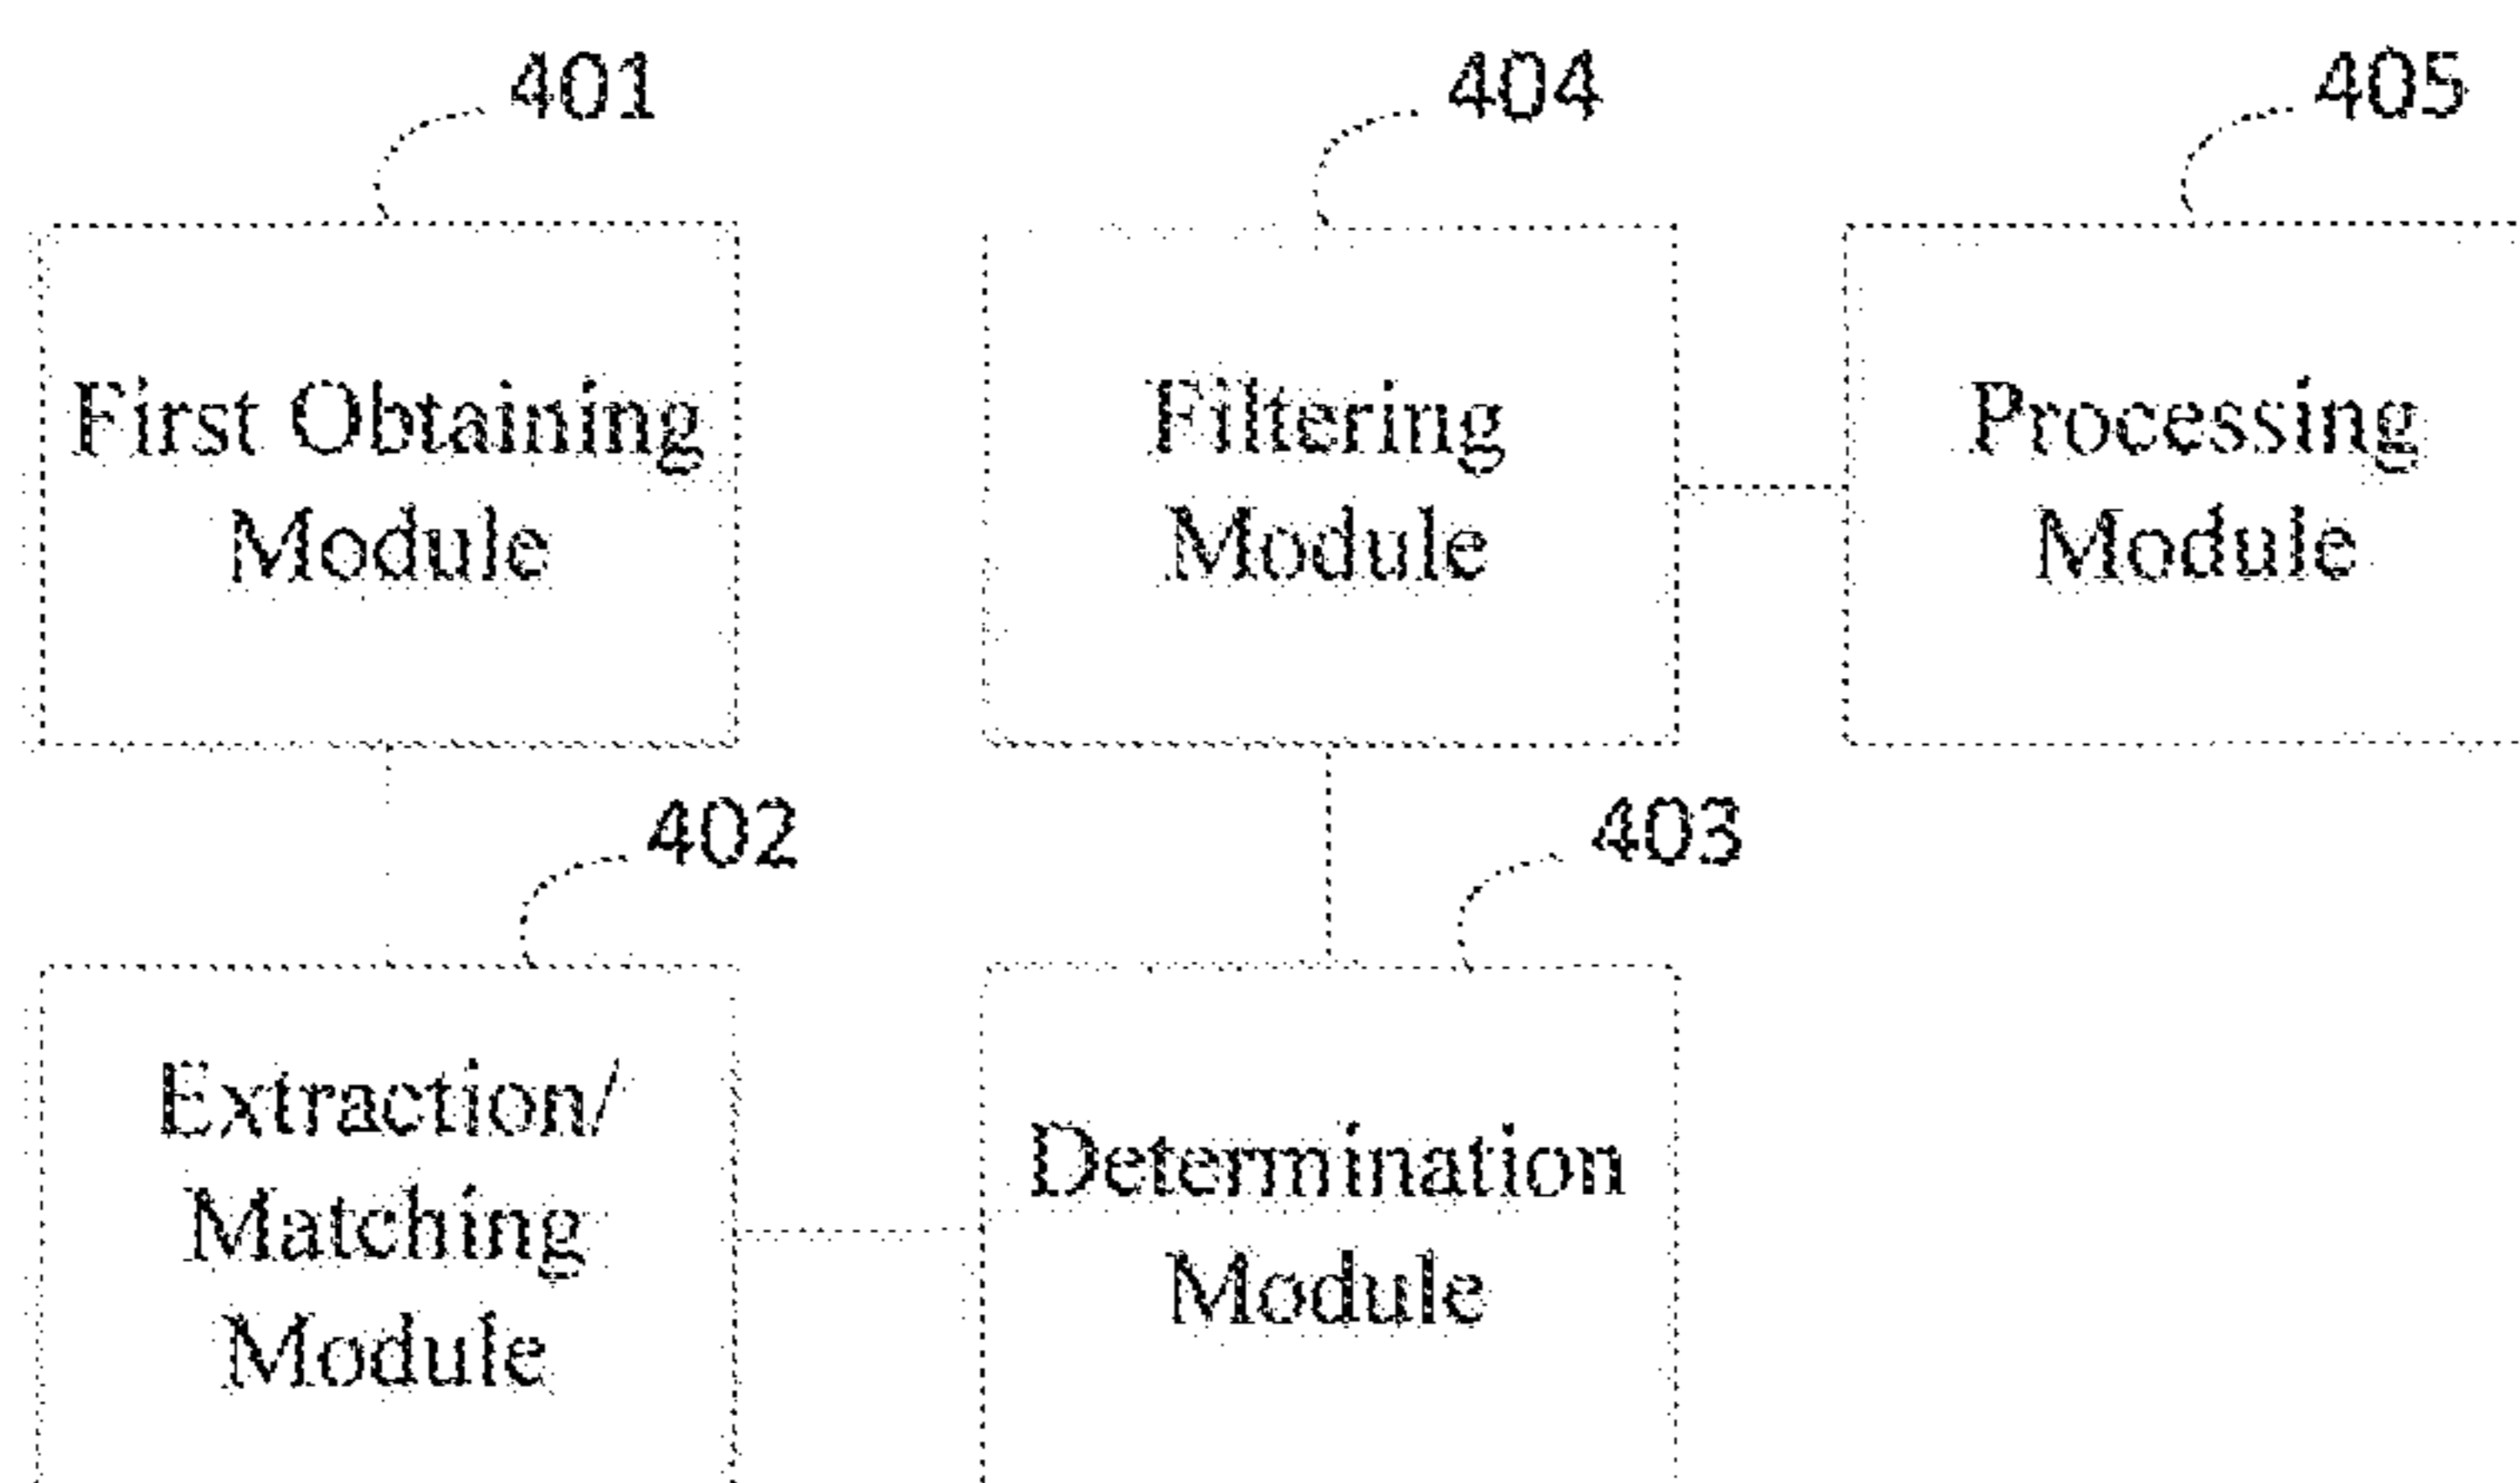 401
First Obtaining
Module
404
Filtering
Module
405
Processing
Module
402
Extraction/
Matching
Module
403
Determination
Module